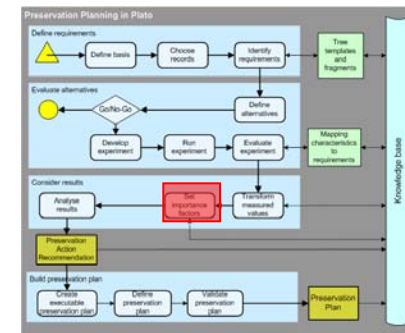 Preservation Planning in Plato
Define requirements
Define basis
Choose
records
Identify
requirements
Tree
templates
and
fragments
Evaluate alternatives
Go/No-Go
Define
alternatives
Develop
experiment
Run
experiment
Evaluate
experiment
Mapping
characteristics
to
requirements
Knowledge base
Consider results
Analyse
results
Set
importance
factors
Transform
measured
values
Preservation
Action
Recommendation
Build preservation plan
Create
executable
preservation plan
Define
preservation
plan
Validate
preservation
plan
Preservation
Plan